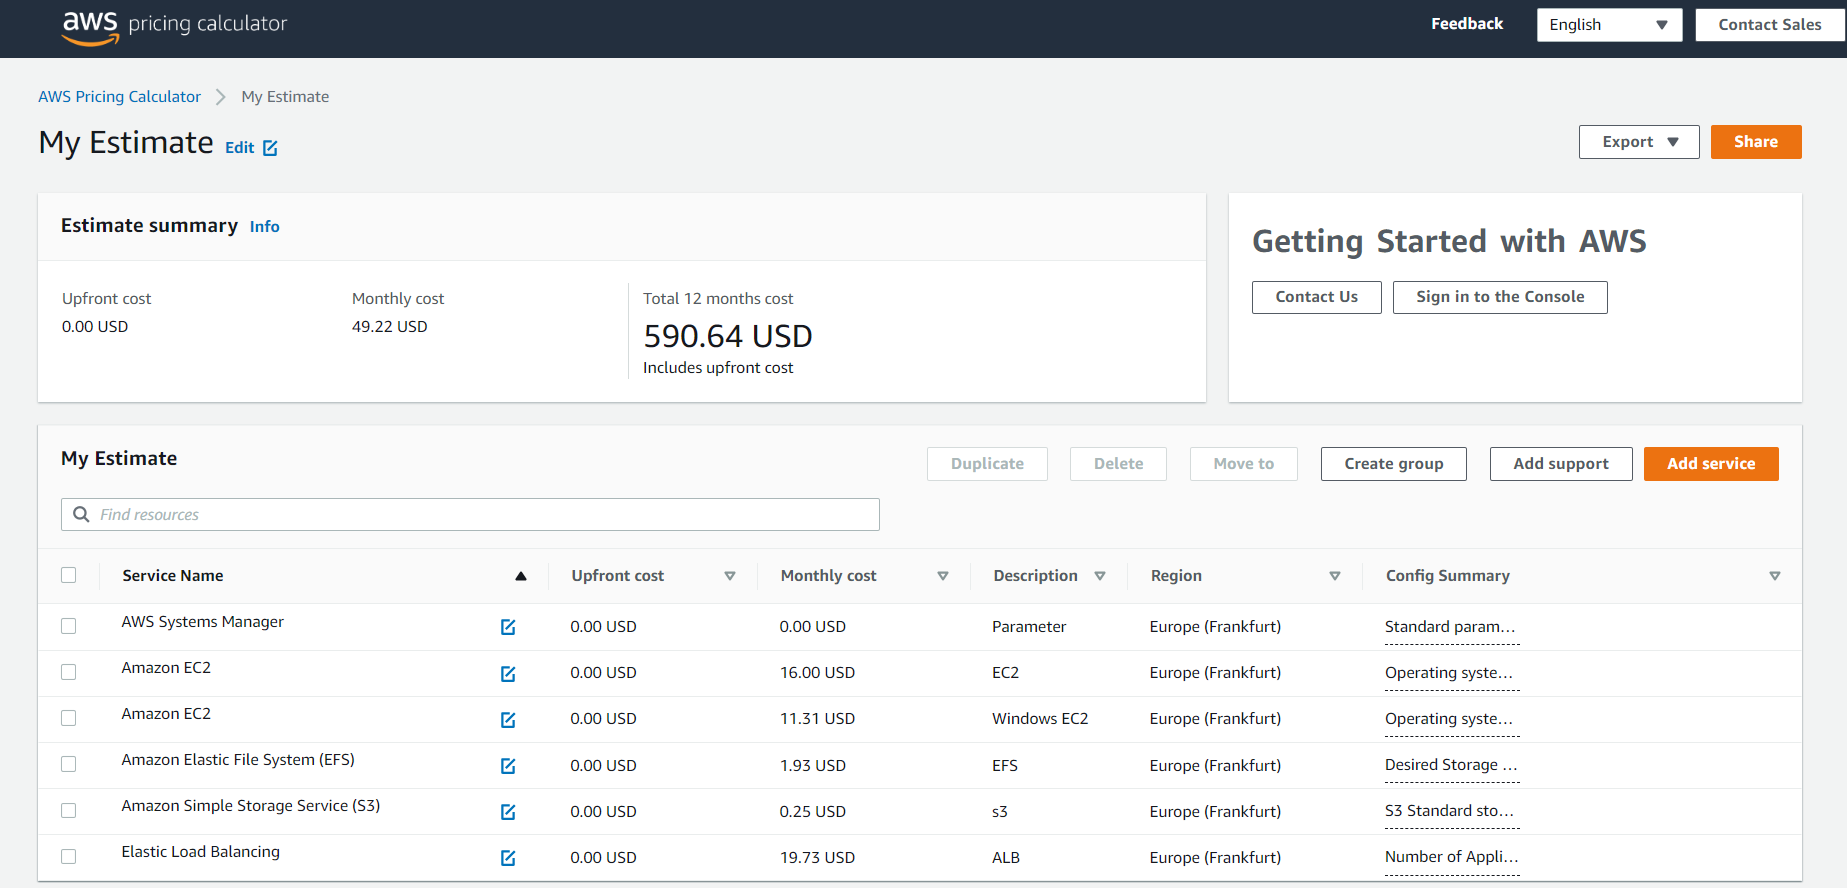 aws pricing calculator
Feedback
English
Contact Sales
AWS Pricing Calculator
My Estimate
My Estimate
Edit
Export
Share
Estimate summary Info
Upfront cost
0.00 USD
Monthly cost
49.22 USD
Total 12 months cost
590.64 USD
Includes upfront cost
Getting Started with AWS
Contact Us
Sign in to the Console
My Estimate
Duplicate
Delete
Move to
Create group
Add support
Add service
Find resources
Service Name Upfront cost Monthly cost Description Region Config Summary
AWS Systems Manager 0.00 USD 0.00 USD Parameter Europe (Frankfurt) Standard param...
Amazon EC2 0.00 USD 16.00 USD EC2 Europe (Frankfurt) Operating syste...
Amazon EC2 0.00 USD 11.31 USD Windows EC2 Europe (Frankfurt) Operating syste...
Amazon Elastic File System (EFS) 0.00 USD 1.93 USD EFS Europe (Frankfurt) Desired Storage ...
Amazon Simple Storage Service (S3) 0.00 USD 0.25 USD s3 Europe (Frankfurt) S3 Standard sto...
Elastic Load Balancing 0.00 USD 19.73 USD ALB Europe (Frankfurt) Number of Appli...